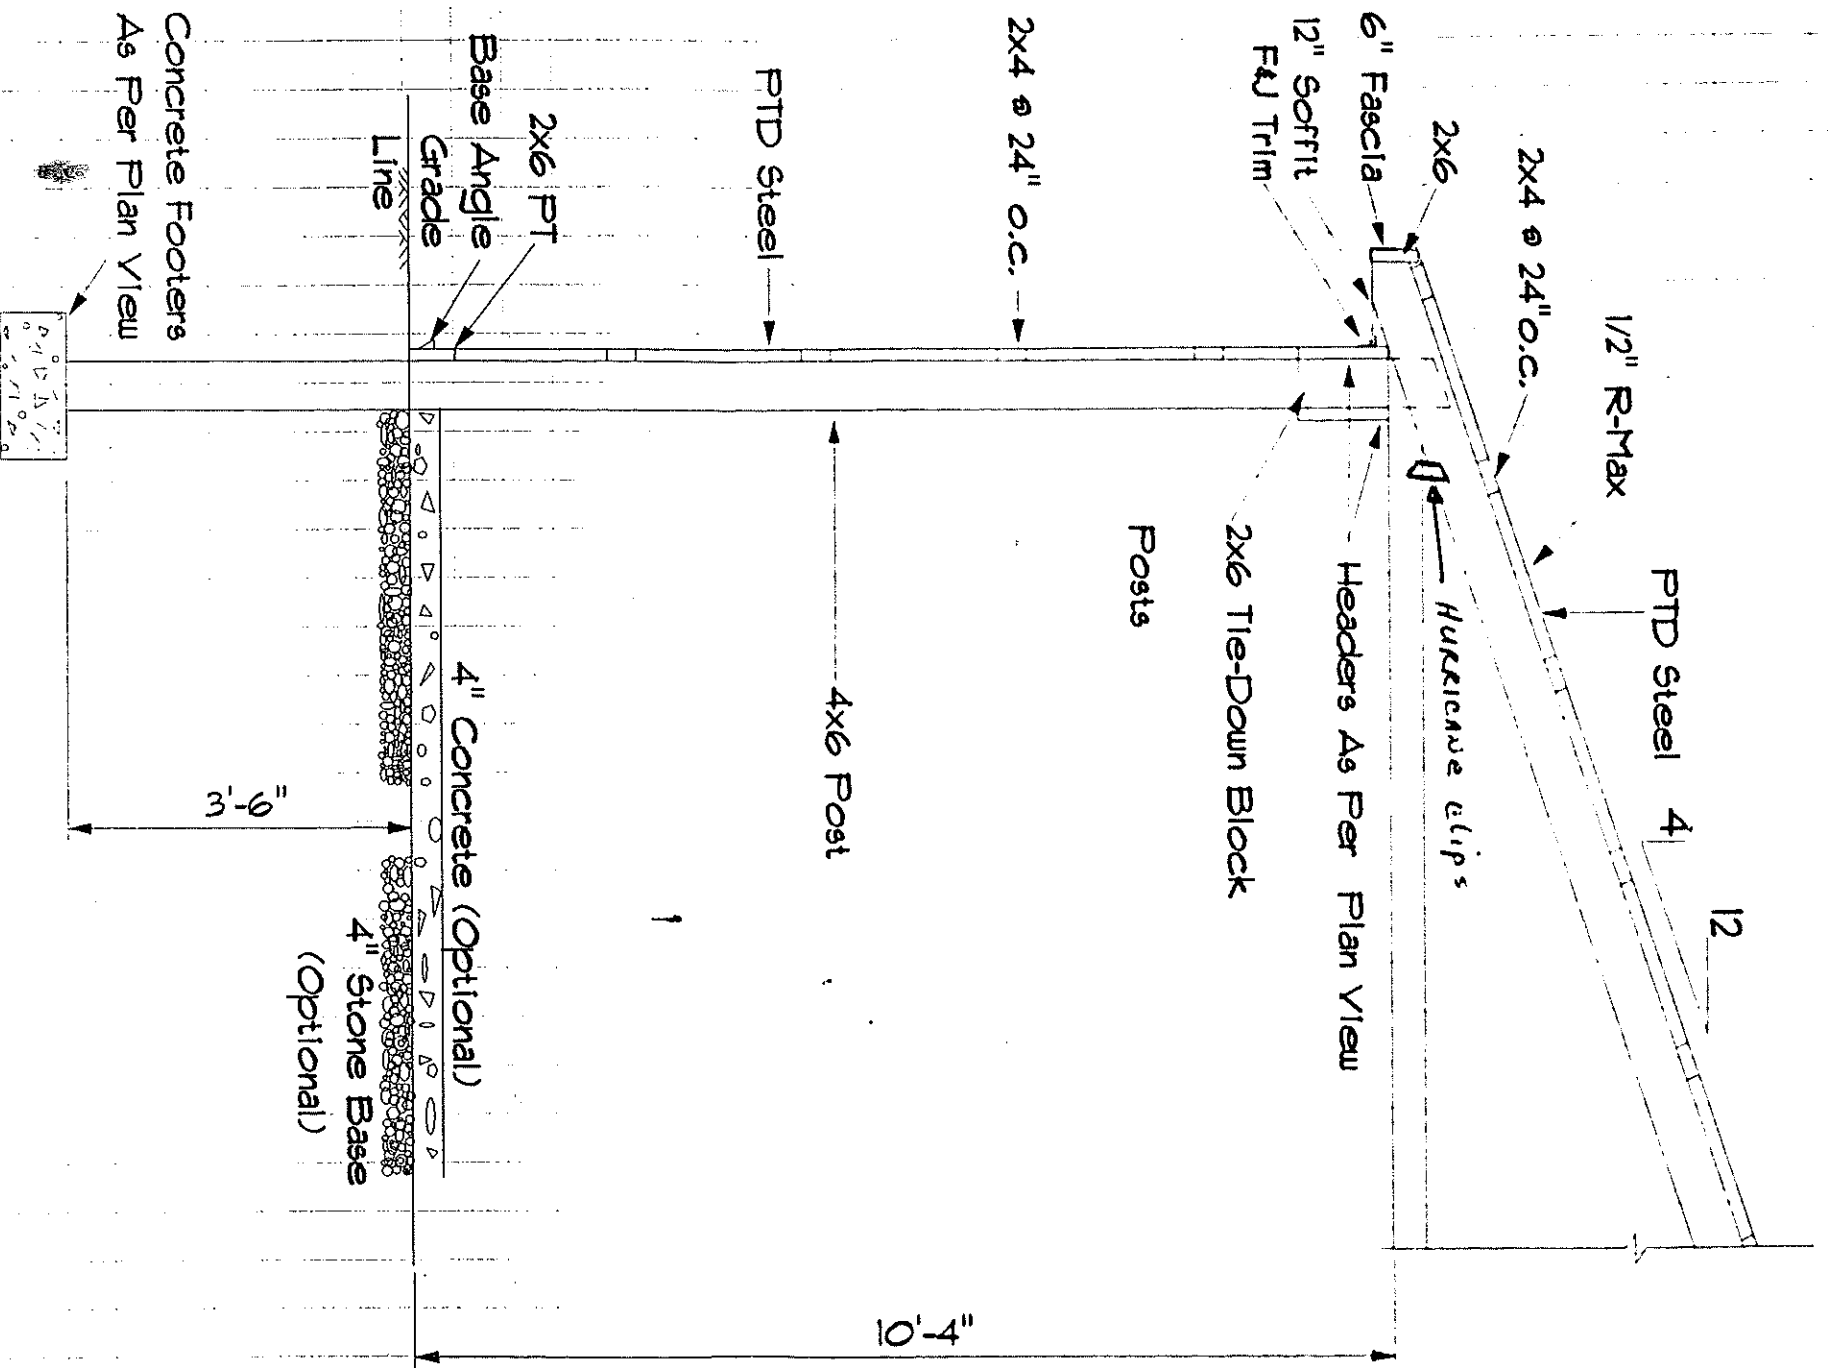 4
12
PTD Steel
1/2" R-Max
2x4 @ 24" o.c.
2x6
6" Fascia
12" Soffit
F&J Trim
HURRICANE clips
Headers As Per Plan View
2x6 Tie-Down Block
Posts
2x4 @ 24" o.c.
PTD Steel
4x6 Post
10'-4"
2x6 PT
Base Angle
Grade
Line
4" Concrete (Optional)
4" Stone Base
(Optional)
3'-6"
Concrete Footers
As Per Plan View